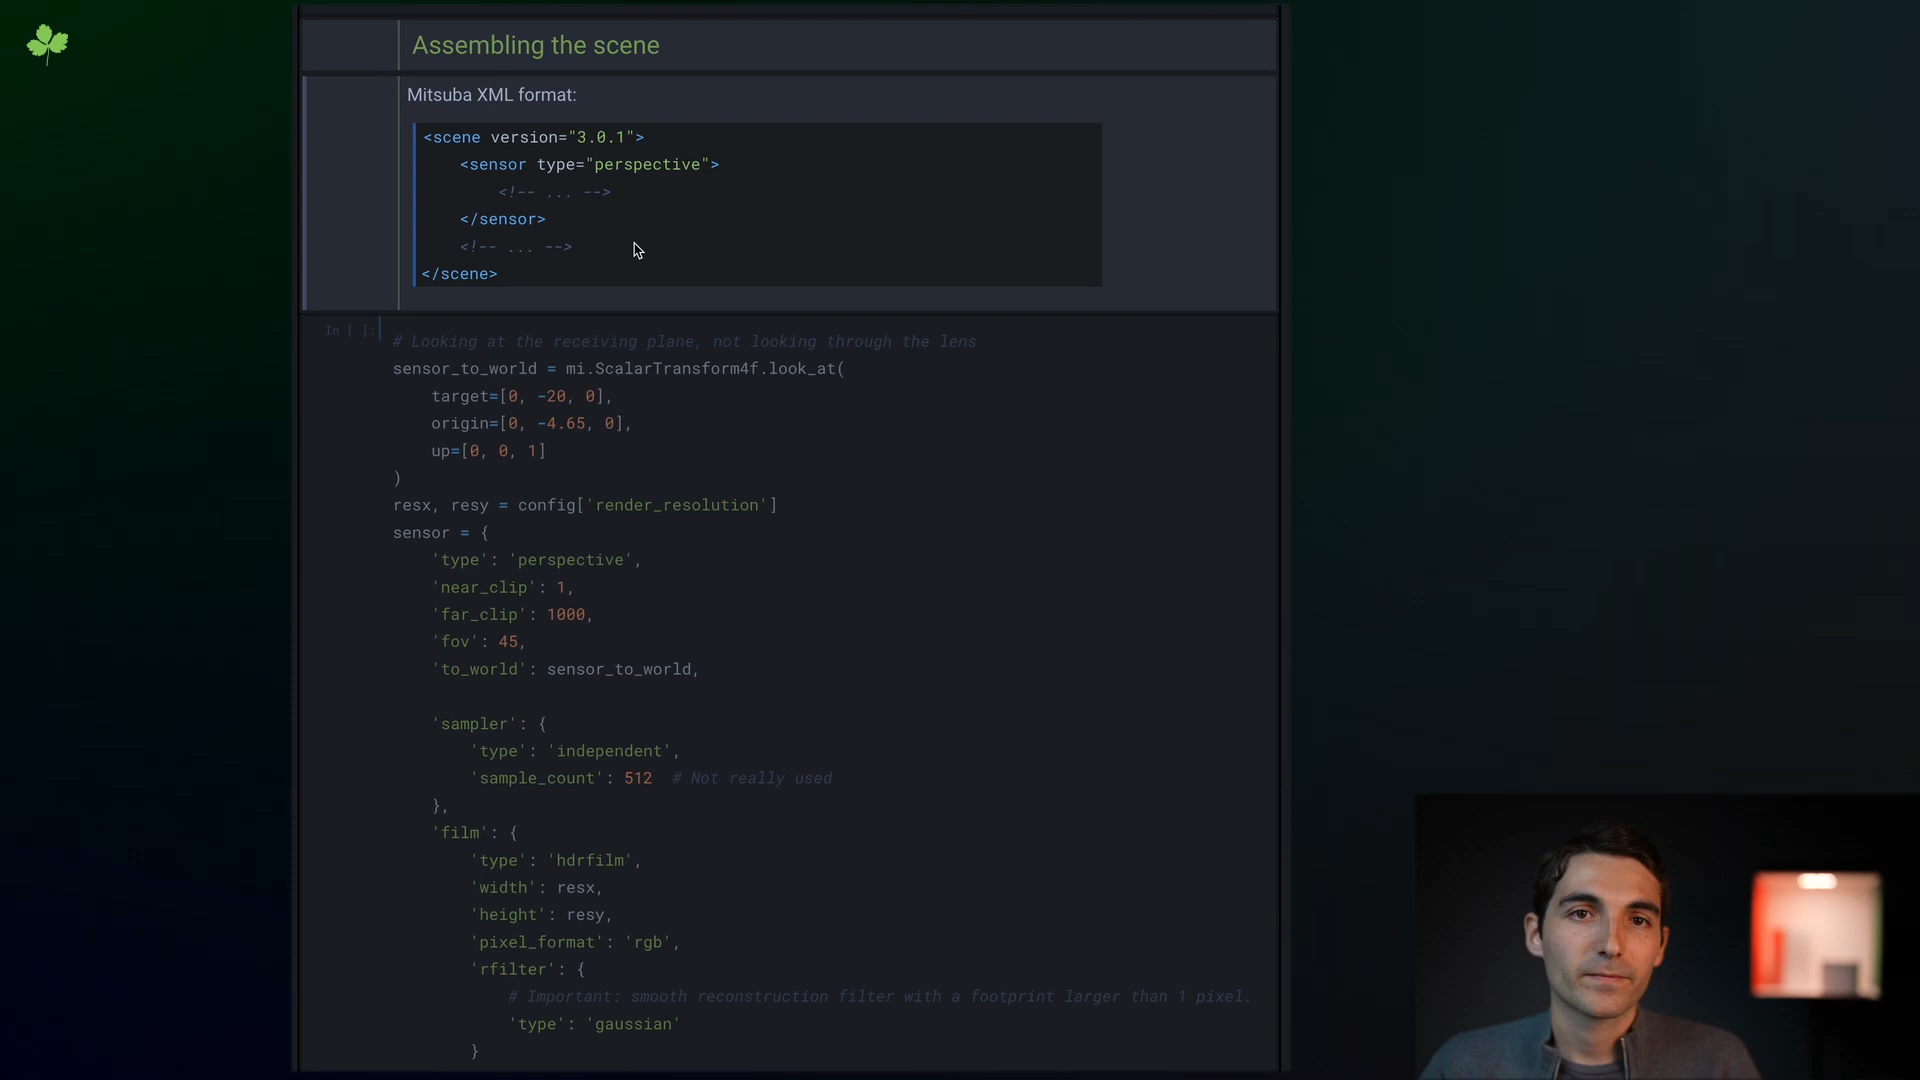 Assembling the scene
Mitsuba XML format:
<scene version="3.0.1">
    <sensor type="perspective">
        <!-- ... -->
    </sensor>
    <!-- ... -->
</scene>
In [ ]:
# Looking at the receiving plane, not looking through the lens
sensor_to_world = mi.ScalarTransform4f.look_at(
    target=[0, -20, 0],
    origin=[0, -4.65, 0],
    up=[0, 0, 1]
)
resx, resy = config['render_resolution']
sensor = {
    'type': 'perspective',
    'near_clip': 1,
    'far_clip': 1000,
    'fov': 45,
    'to_world': sensor_to_world,
    'sampler': {
        'type': 'independent',
        'sample_count': 512  # Not really used
    },
    'film': {
        'type': 'hdrfilm',
        'width': resx,
        'height': resy,
        'pixel_format': 'rgb',
        'rfilter': {
            # Important: smooth reconstruction filter with a footprint larger than 1 pixel.
            'type': 'gaussian'
        }